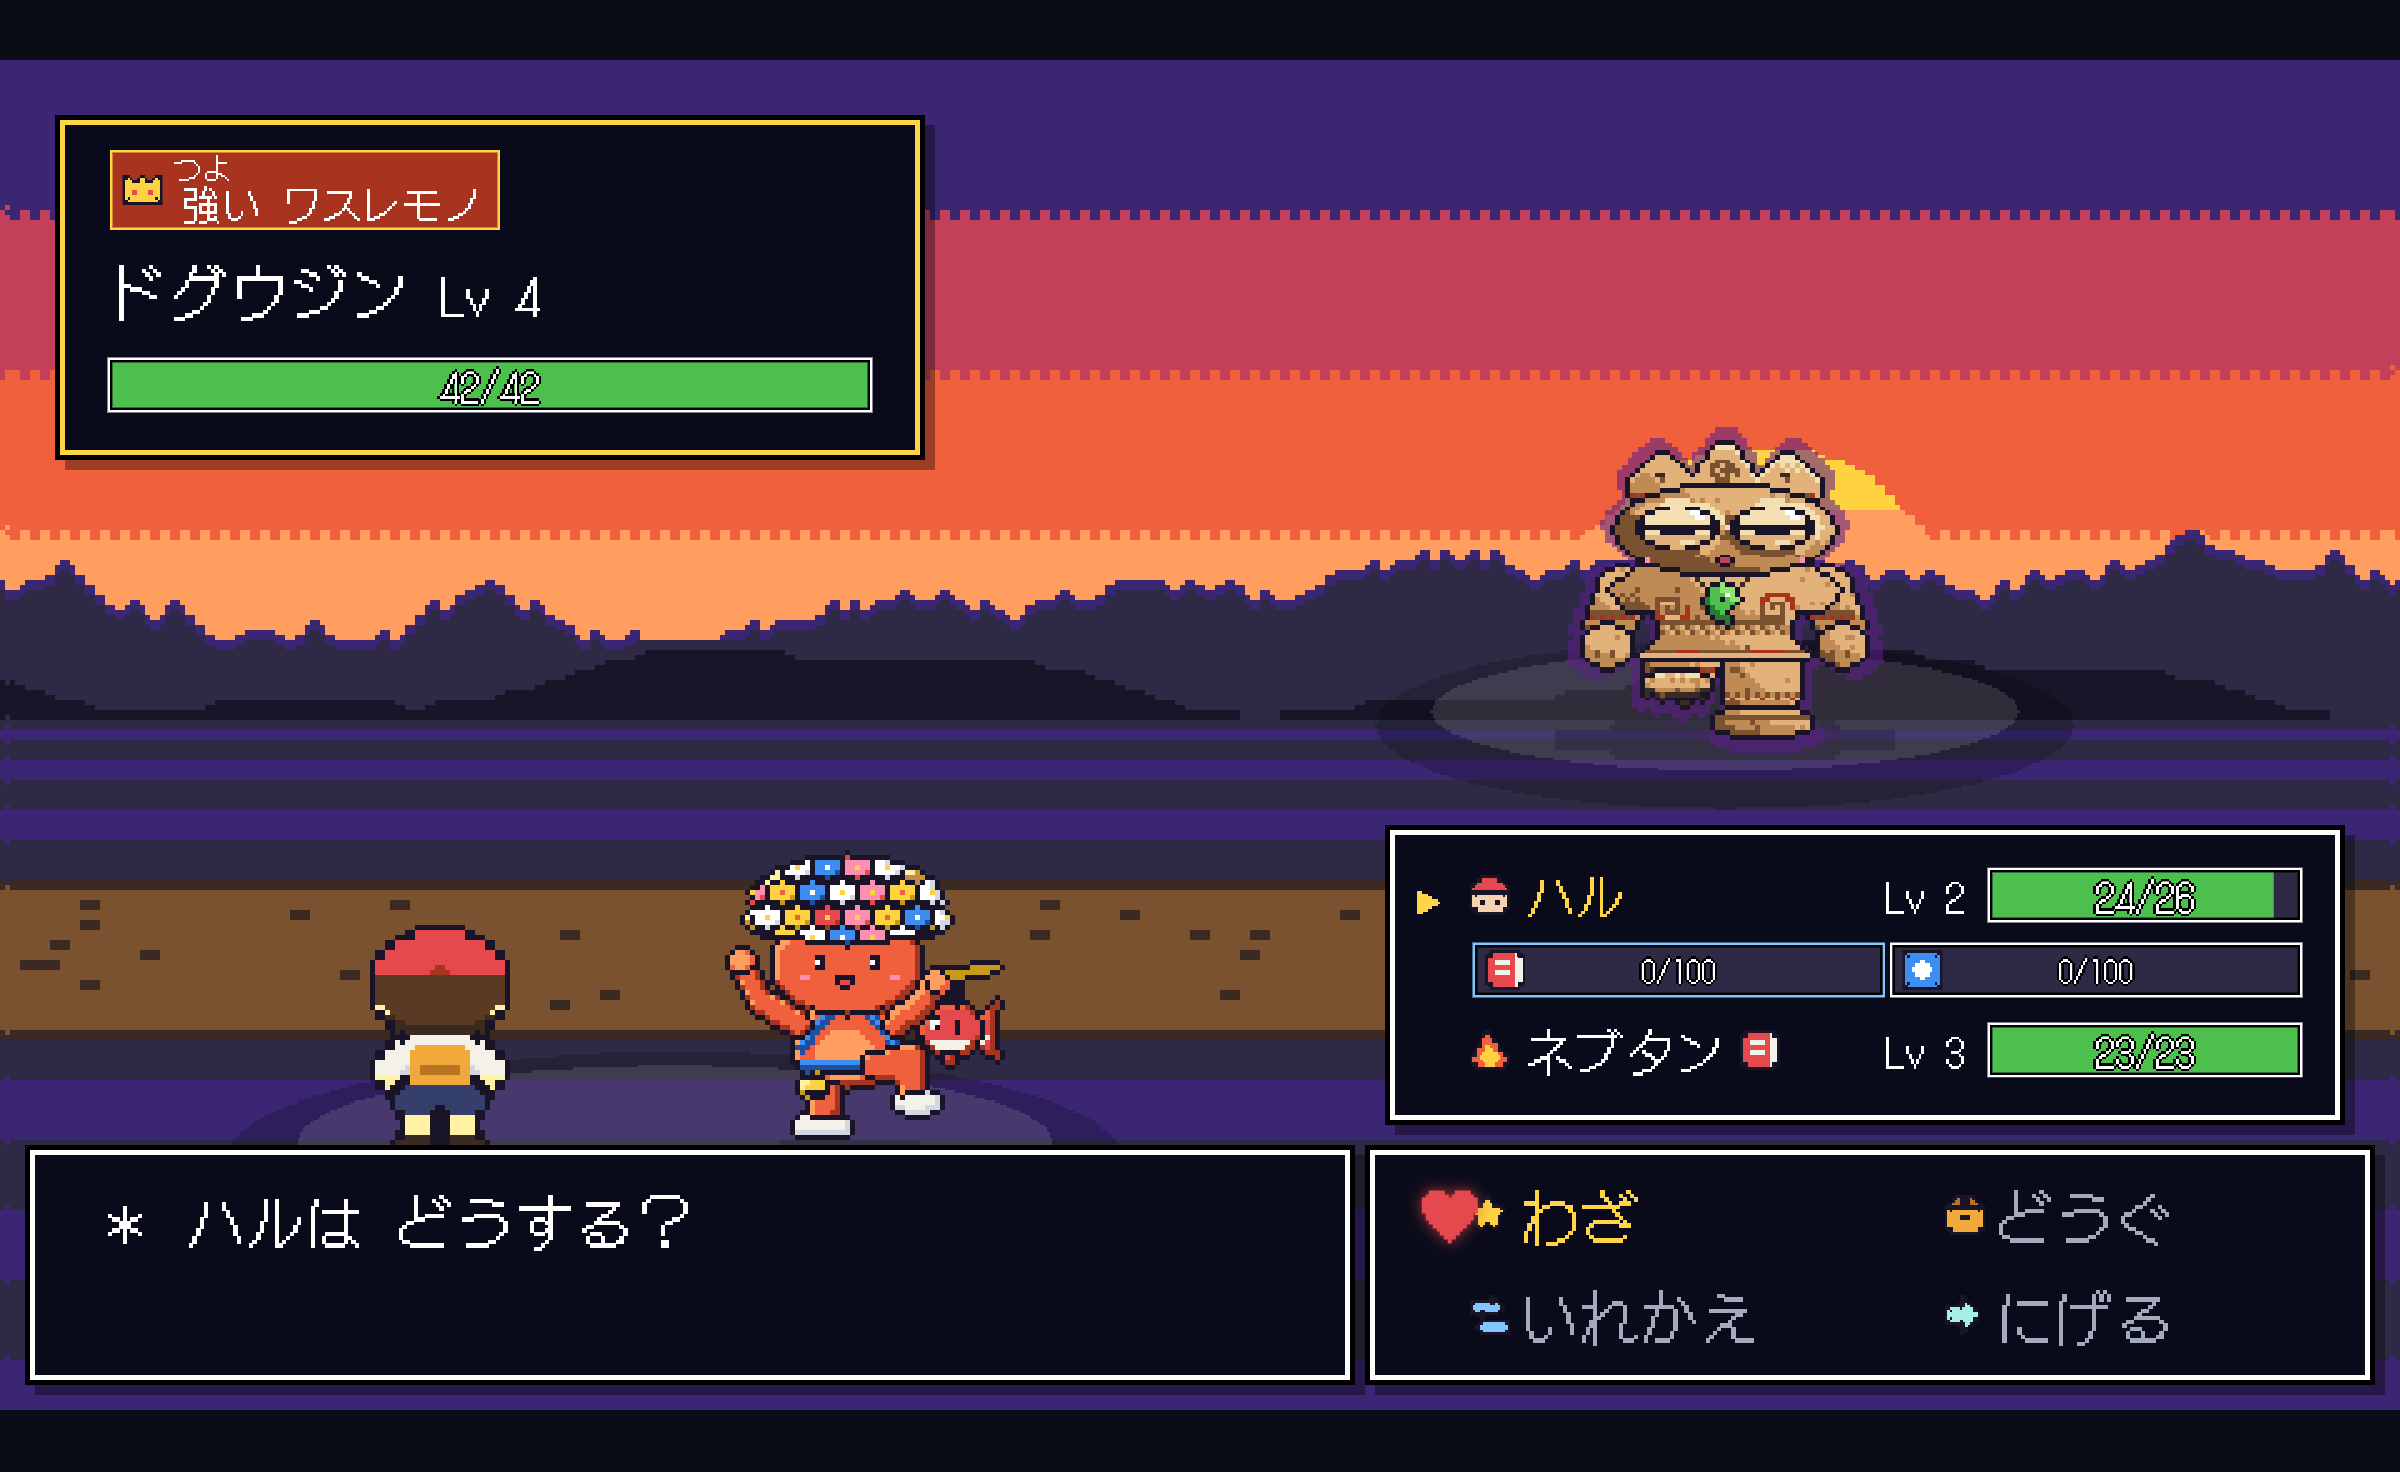 つよ
強い ワスレモノ
ドグウジン Lv 4
42/42
ハル Lv 2 24/26
0/100 0/100
ネブタン Lv 3 23/23
* ハルは どうする?
わざ どうぐ
いれかえ にげる